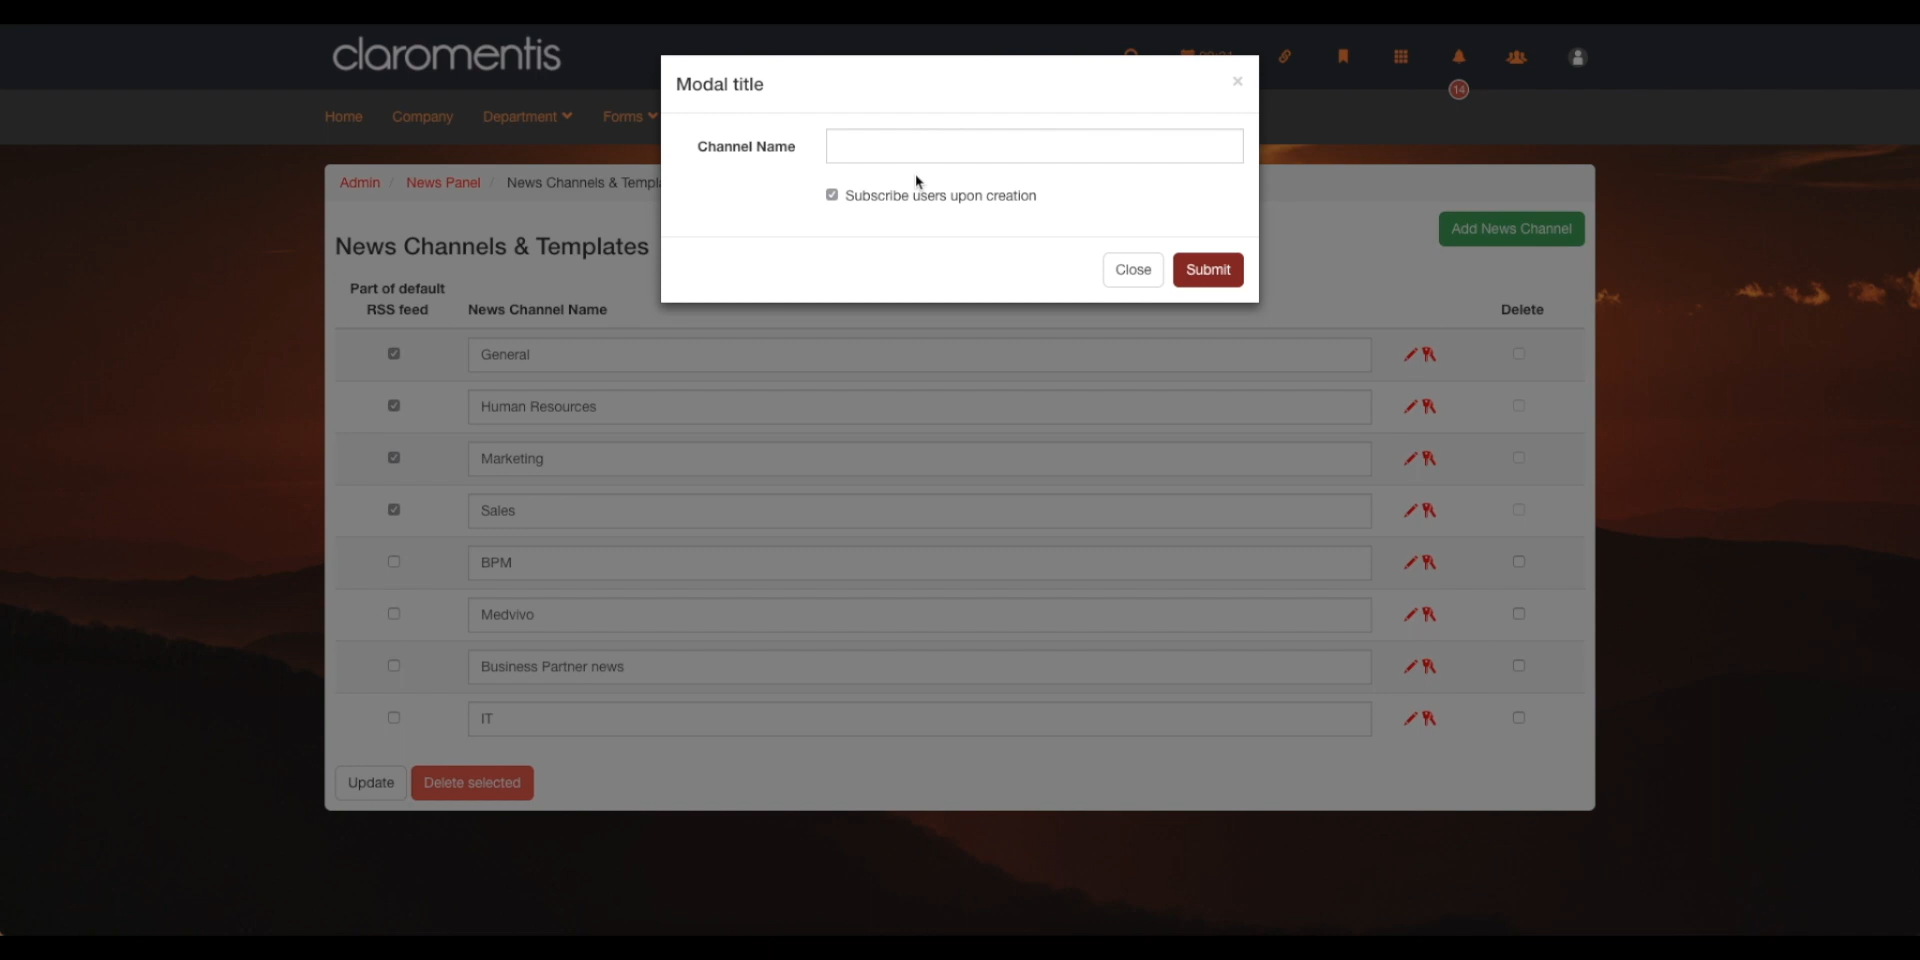 claromentis
14
Home Company Department Forms
Modal title ×
Channel Name
Subscribe users upon creation
Close Submit
Admin / News Panel / News Channels &
Add News Channel
News Channels & Templates
Part of default
RSS feed News Channel Name Delete
General
Human Resources
Marketing
Sales
BPM
Medvivo
Business Partner news
IT
Update Delete selected